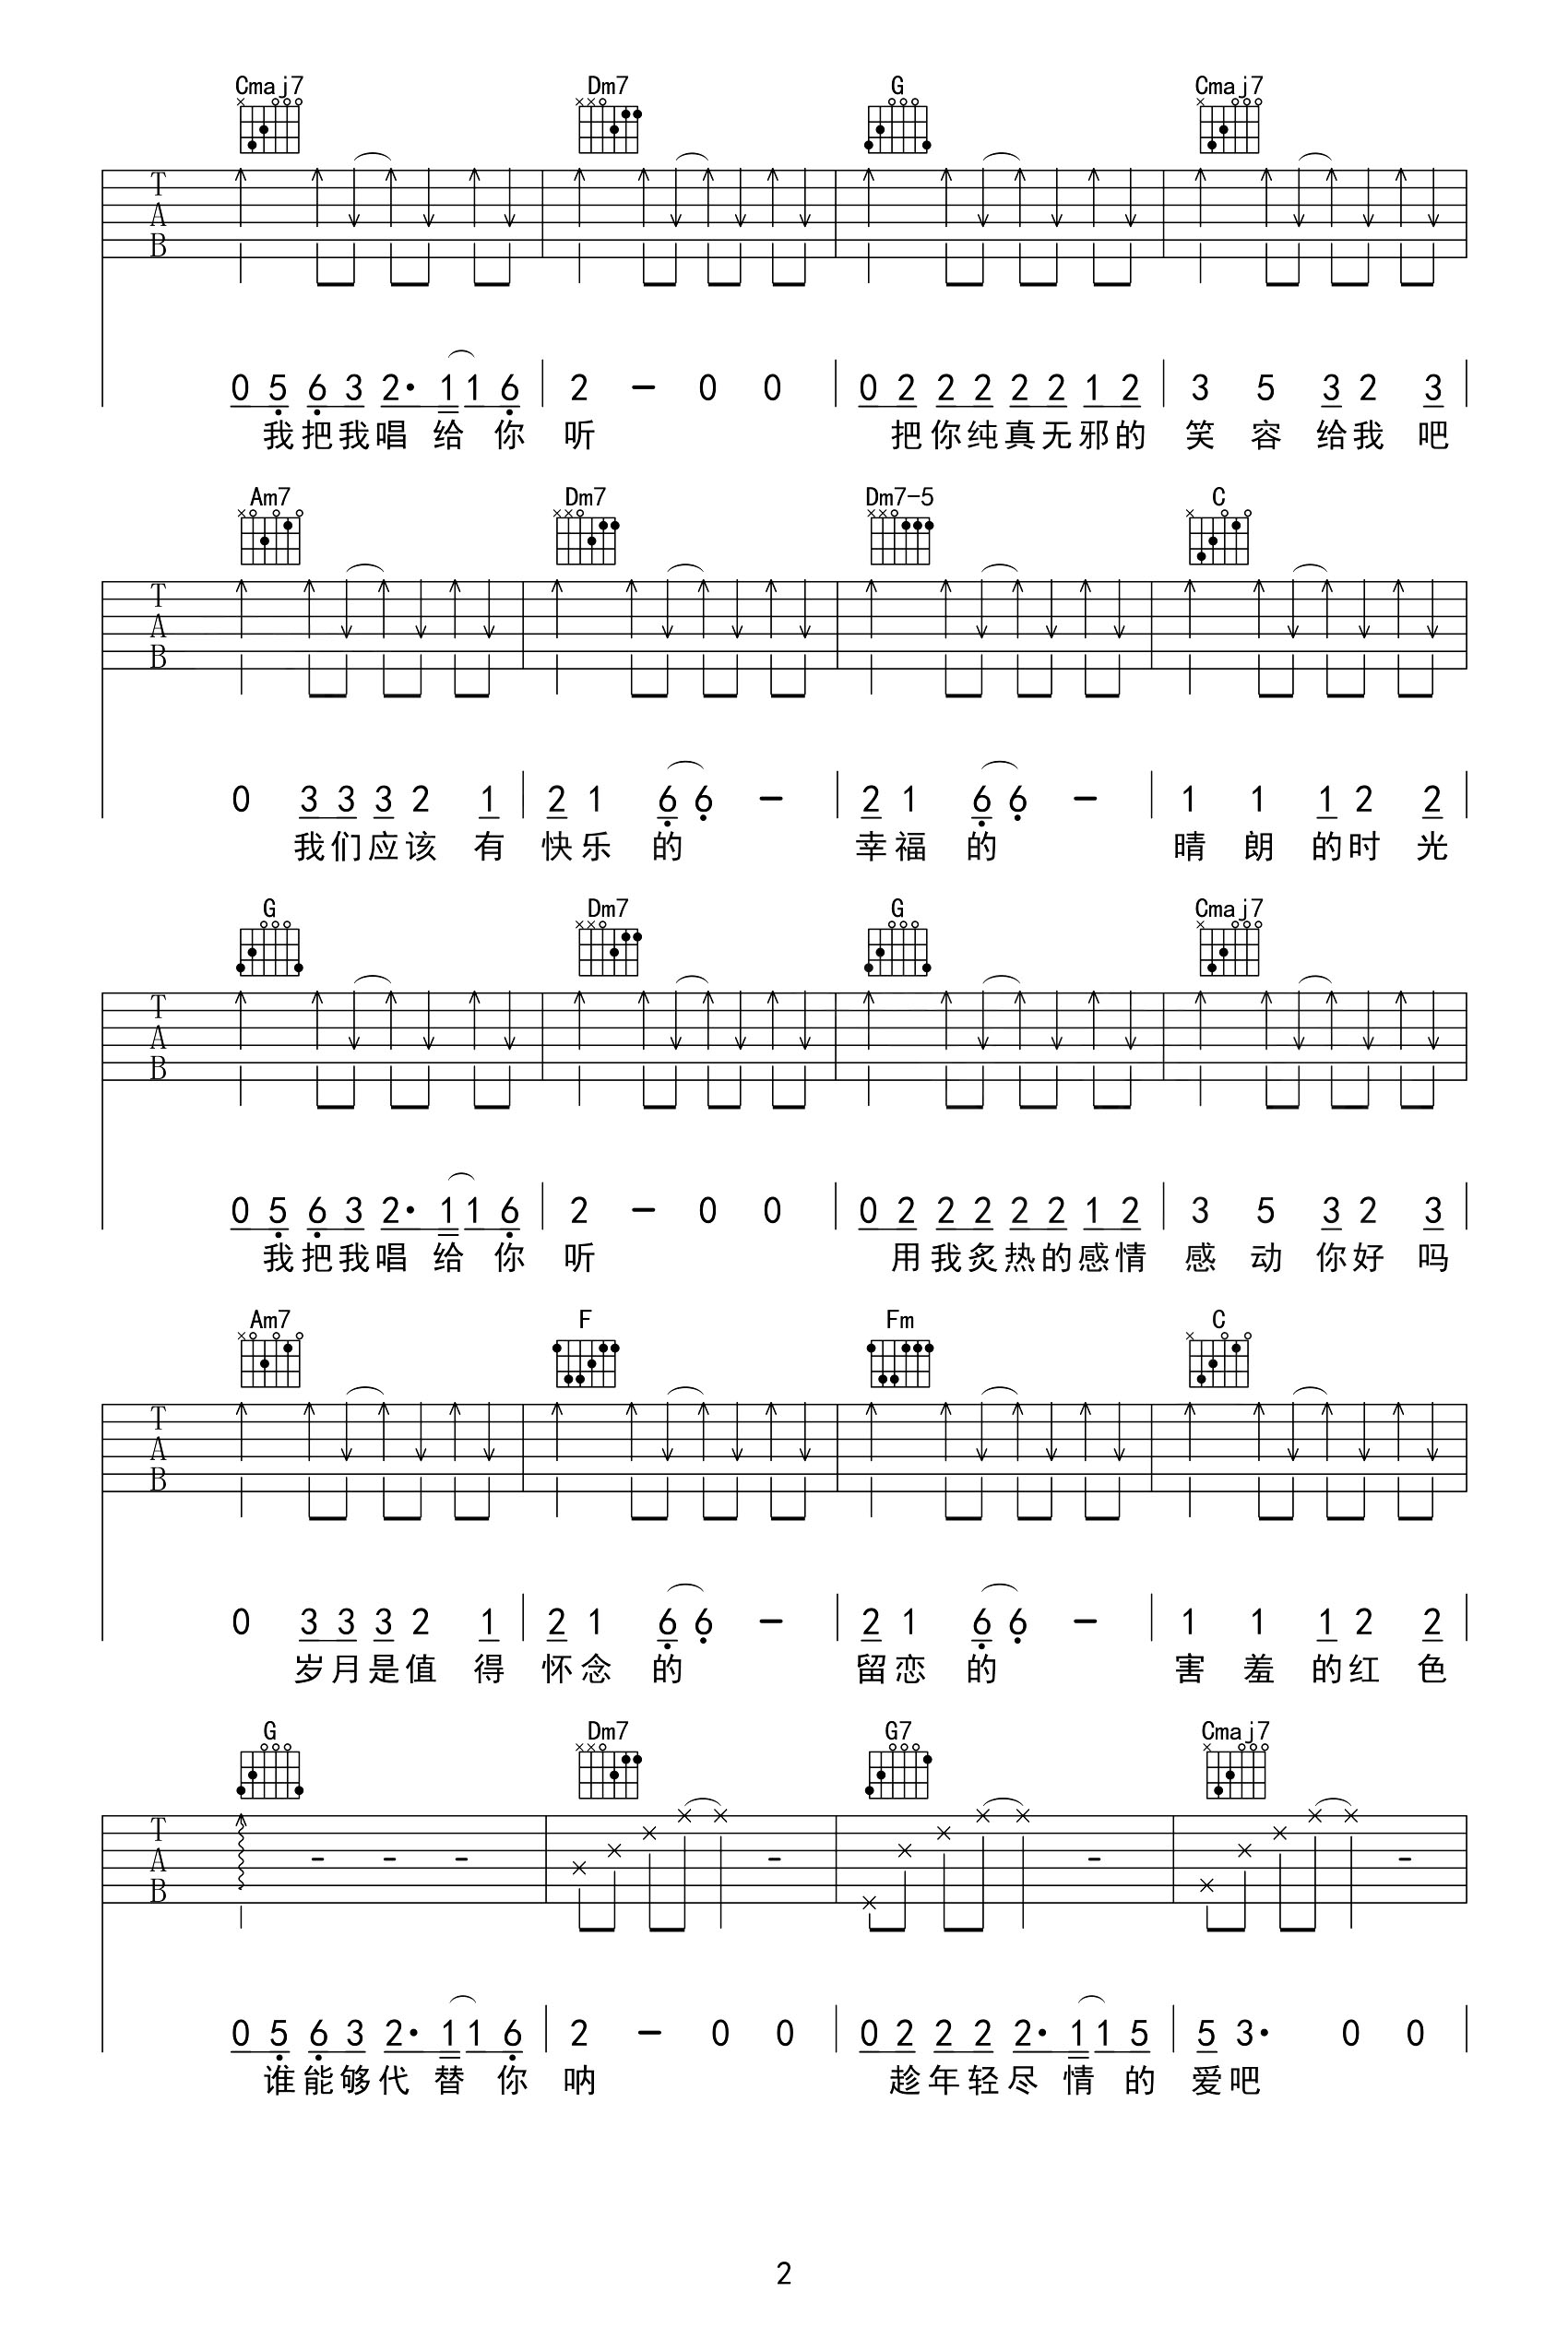 Cmaj7 Dm7 G Cmaj7
T
A
B
0 5 6 3 2· 1 1 6 | 2 - 0 0 | 0 2 2 2 2 2 1 2 | 3 5 3 2 3 |
我把我唱 给 你 听 把你纯真无邪的 笑 容 给我 吧
Am7 Dm7 Dm7-5 C
T
A
B
0 3 3 3 2 1 | 2 1 6 6 - | 2 1 6 6 - | 1 1 1 2 2 |
我们应该 有 快乐 的 幸福 的 晴 朗 的时 光
G Dm7 G Cmaj7
T
A
B
0 5 6 3 2· 1 1 6 | 2 - 0 0 | 0 2 2 2 2 2 1 2 | 3 5 3 2 3 |
我把我唱 给 你 听 用我炙热的感情 感 动 你好 吗
Am7 F Fm C
T
A
B
0 3 3 3 2 1 | 2 1 6 6 - | 2 1 6 6 - | 1 1 1 2 2 |
岁月是值 得 怀念 的 留恋 的 害 羞 的红 色
G Dm7 G7 Cmaj7
T
A
B
0 5 6 3 2· 1 1 6 | 2 - 0 0 | 0 2 2 2 2· 1 1 5 | 5 3· 0 0 |
谁能够代 替 你 呐 趁年轻尽 情 的 爱吧
2